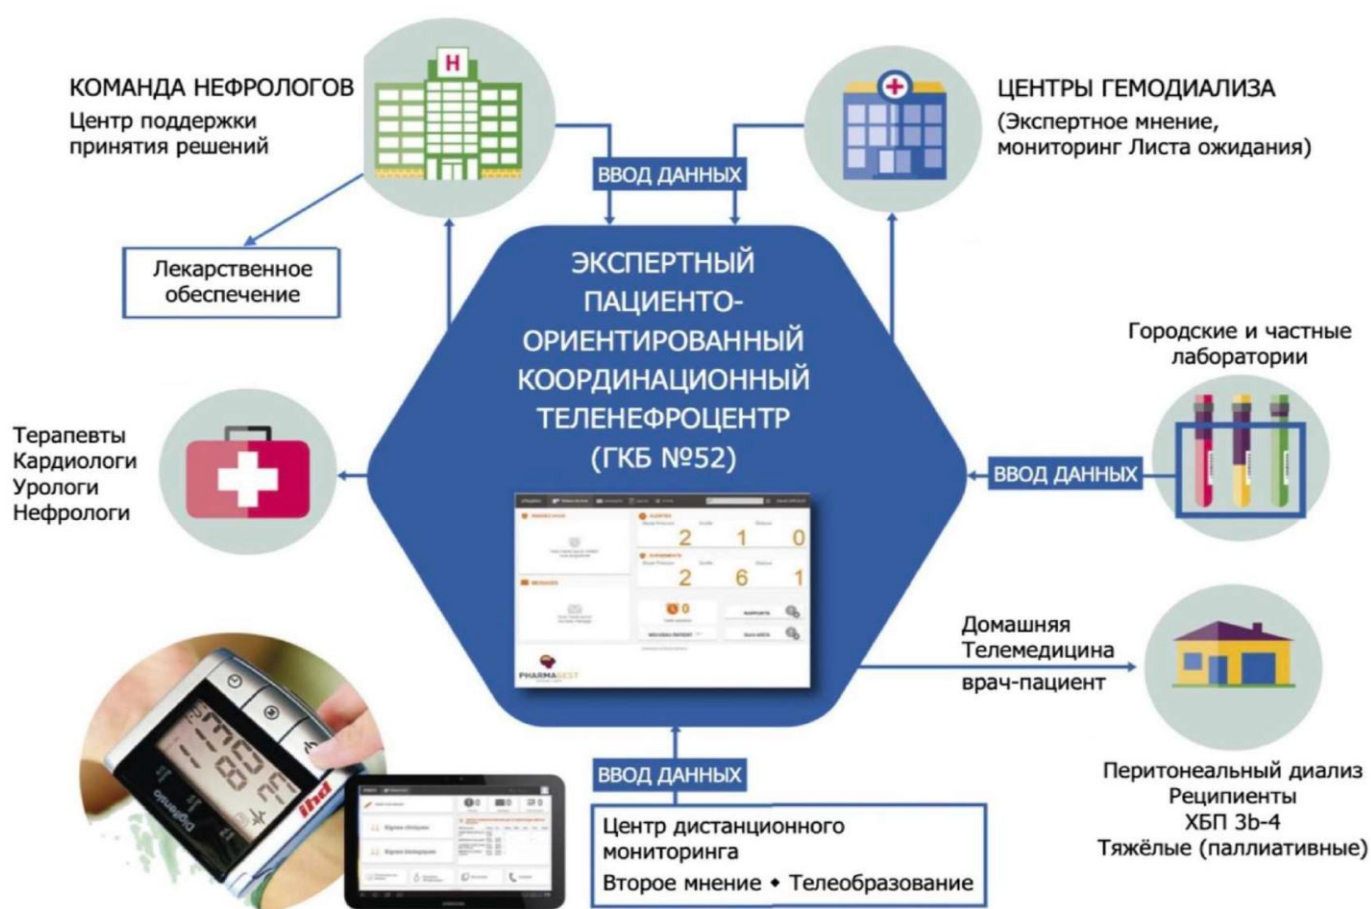 H
КОМАНДА НЕФРОЛОГОВ
Центр поддержки
принятия решений
ЦЕНТРЫ ГЕМОДИАЛИЗА
(Экспертное мнение,
мониторинг Листа ожидания)
ВВОД ДАННЫХ
Лекарственное
обеспечение
ЭКСПЕРТНЫЙ
ПАЦИЕНТО-
ОРИЕНТИРОВАННЫЙ
КООРДИНАЦИОННЫЙ
ТЕЛЕНЕФРОЦЕНТР
(ГКБ №52)
Городские и частные
лаборатории
ВВОД ДАННЫХ
Терапевты
Кардиологи
Урологи
Нефрологи
2 1 0
2 6 1
0
PHARMAGEST
Домашняя
Телемедицина
врач-пациент
Перитонеальный диализ
Реципиенты
ХБП 3b-4
Тяжёлые (паллиативные)
ВВОД ДАННЫХ
Центр дистанционного
мониторинга
Второе мнение ♦ Телеобразование
Digitensio
ihd